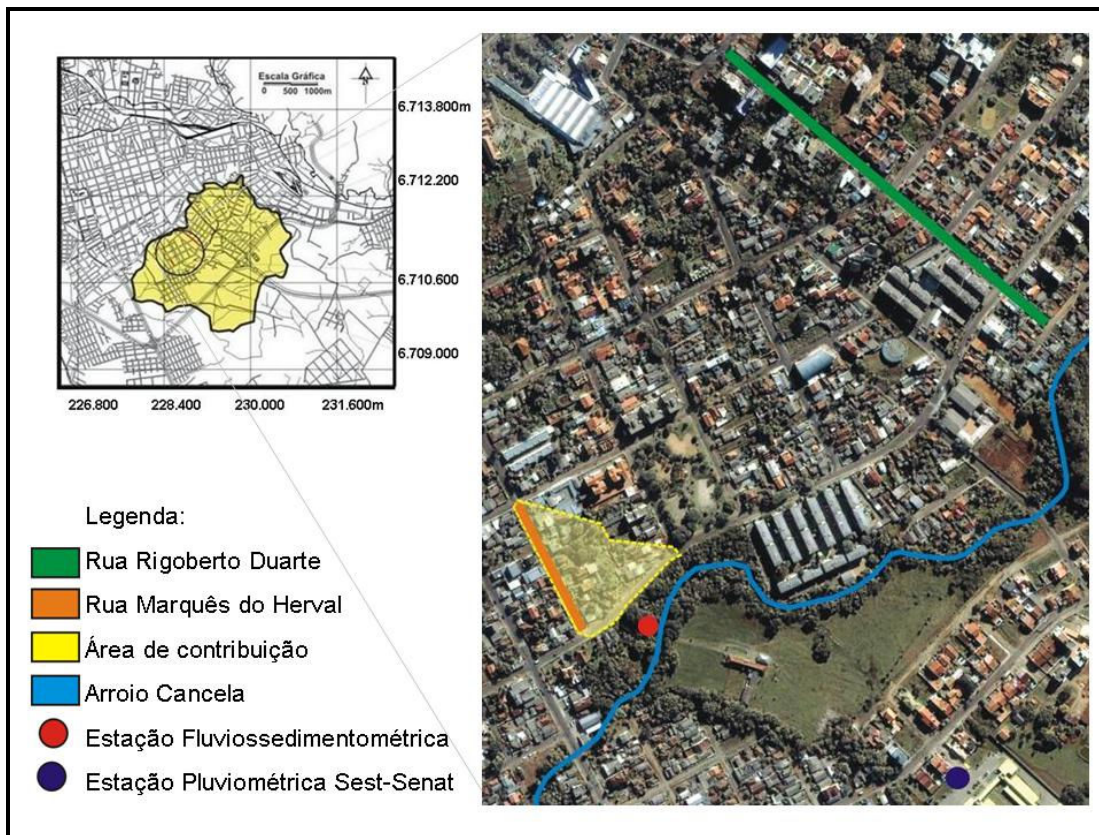 Escala Gráfica
0 500 1000m
N
6.713.800m
6.712.200
6.710.600
6.709.000
226.800 228.400 230.000 231.600m
Legenda:
Rua Rigoberto Duarte
Rua Marquês do Herval
Área de contribuição
Arroio Cancela
Estação Fluviossedimentométrica
Estação Pluviométrica Sest-Senat